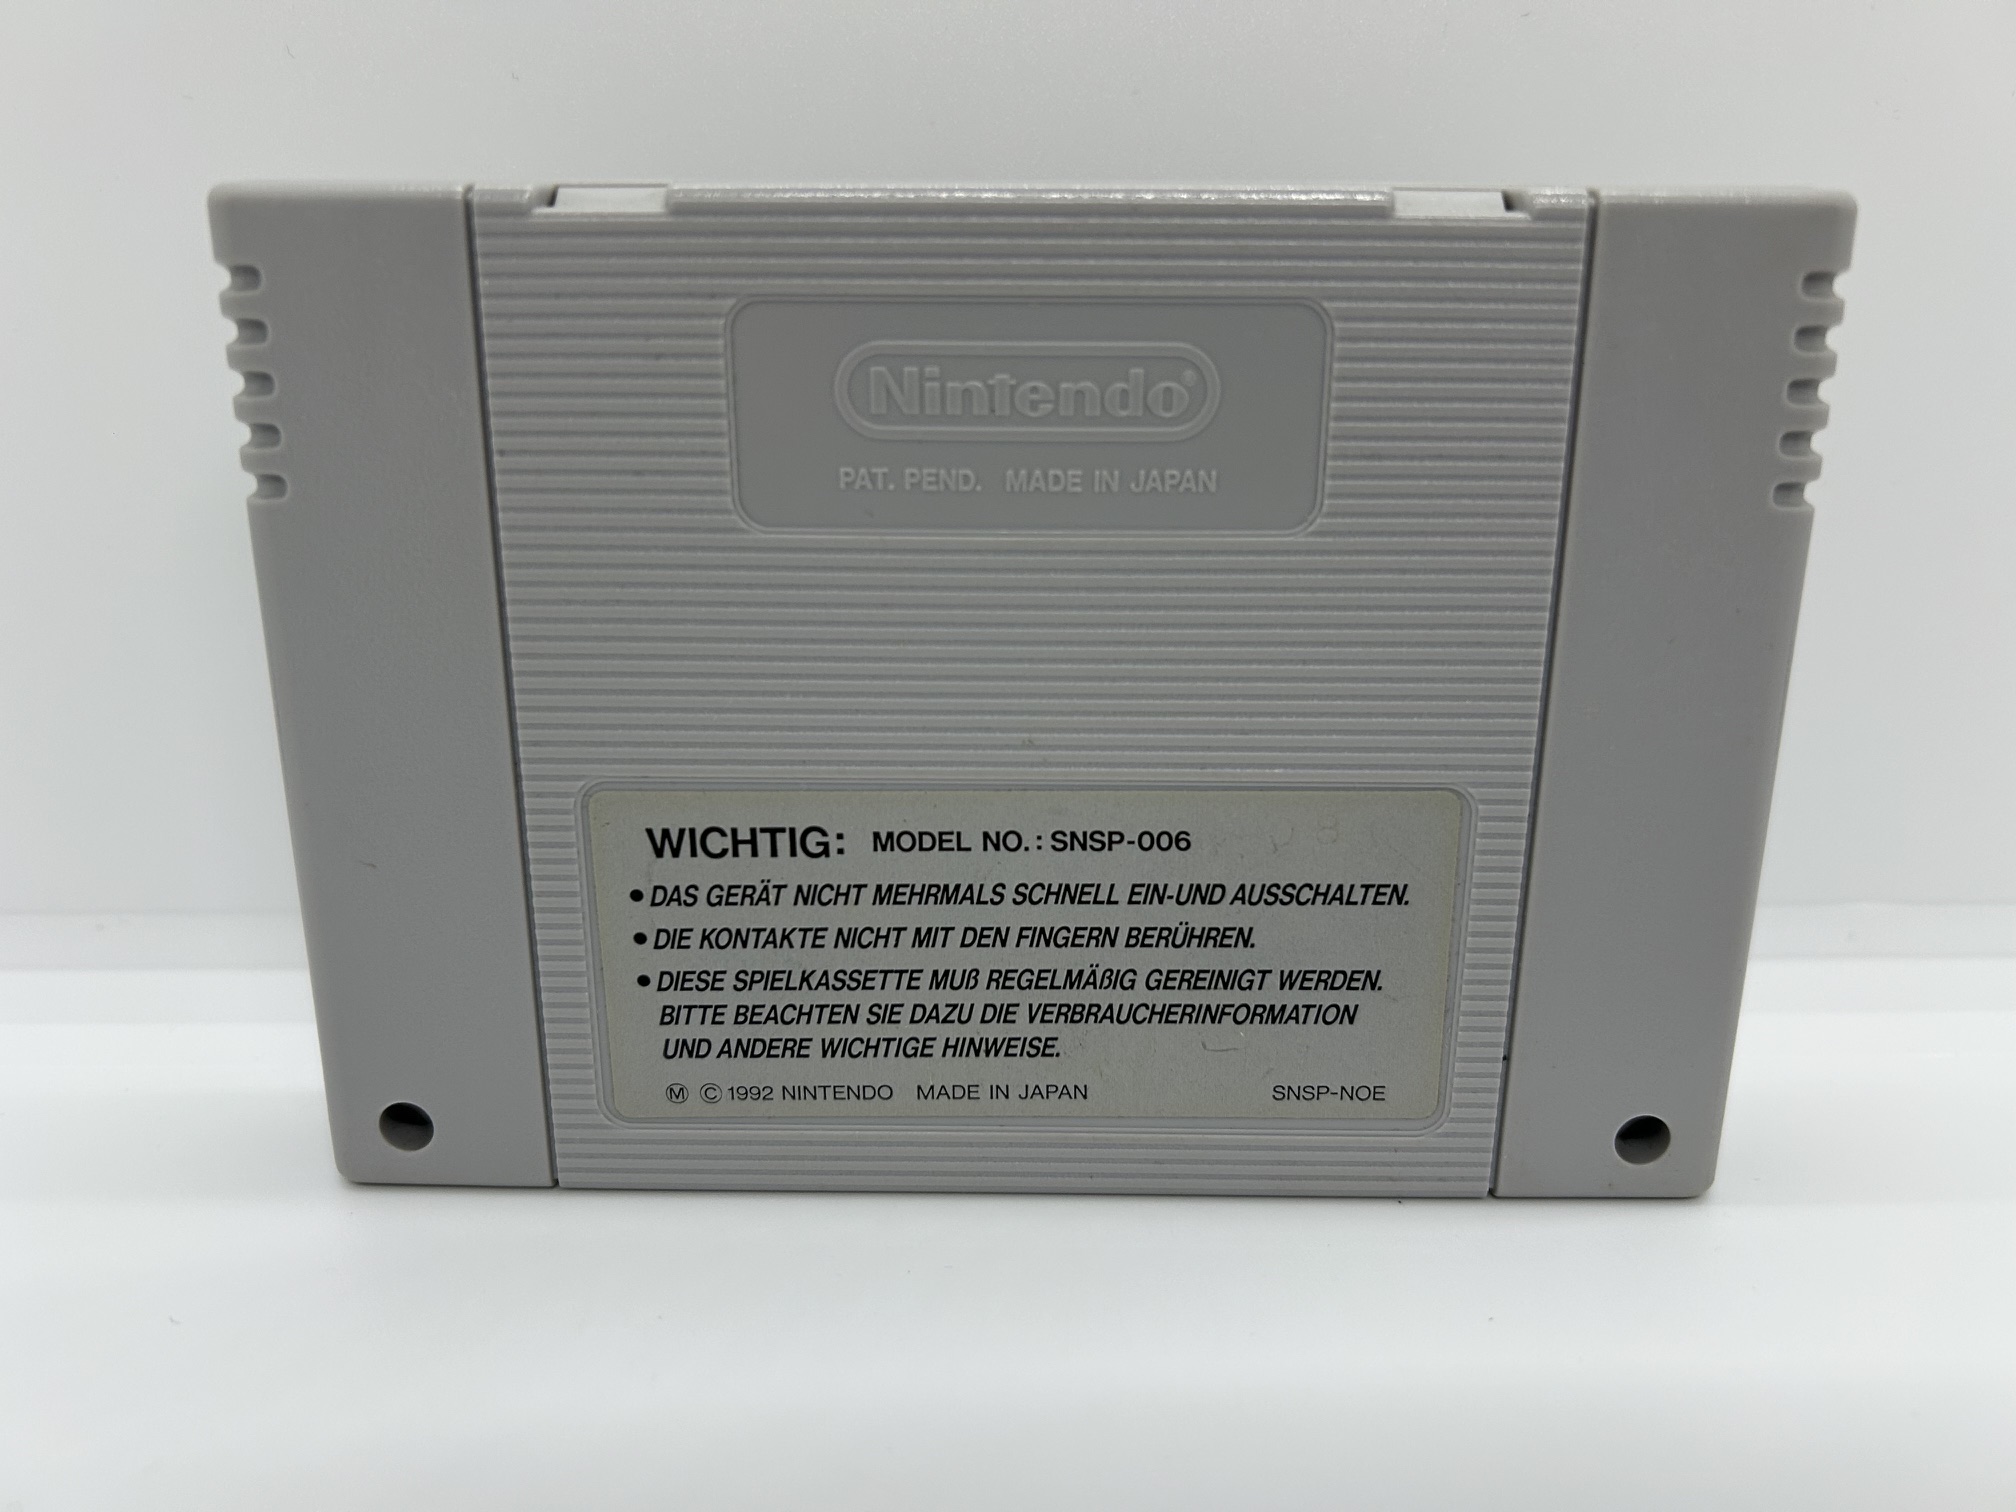 Nintendo®
PAT. PEND. MADE IN JAPAN
WICHTIG: MODEL NO.: SNSP-006
• DAS GERÄT NICHT MEHRMALS SCHNELL EIN-UND AUSSCHALTEN.
• DIE KONTAKTE NICHT MIT DEN FINGERN BERÜHREN.
• DIESE SPIELKASSETTE MUß REGELMÄßIG GEREINIGT WERDEN.
BITTE BEACHTEN SIE DAZU DIE VERBRAUCHERINFORMATION
UND ANDERE WICHTIGE HINWEISE.
Ⓜ © 1992 NINTENDO MADE IN JAPAN SNSP-NOE